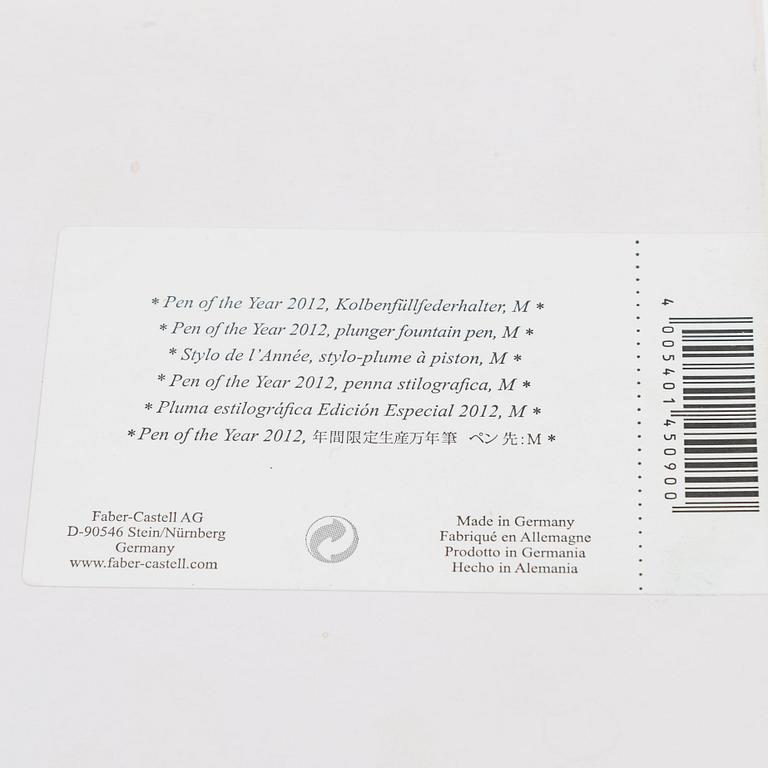 * Pen of the Year 2012, Kolbenfüllfederhalter, M *
* Pen of the Year 2012, plunger fountain pen, M *
* Stylo de l'Année, stylo-plume à piston, M *
* Pen of the Year 2012, penna stilografica, M *
* Pluma estilográfica Edición Especial 2012, M *
* Pen of the Year 2012, 年間限定生産万年筆 ペン先:M *
Faber-Castell AG
D-90546 Stein/Nürnberg
Germany
www.faber-castell.com
Made in Germany
Fabriqué en Allemagne
Prodotto in Germania
Hecho in Alemania
4 005401 450900